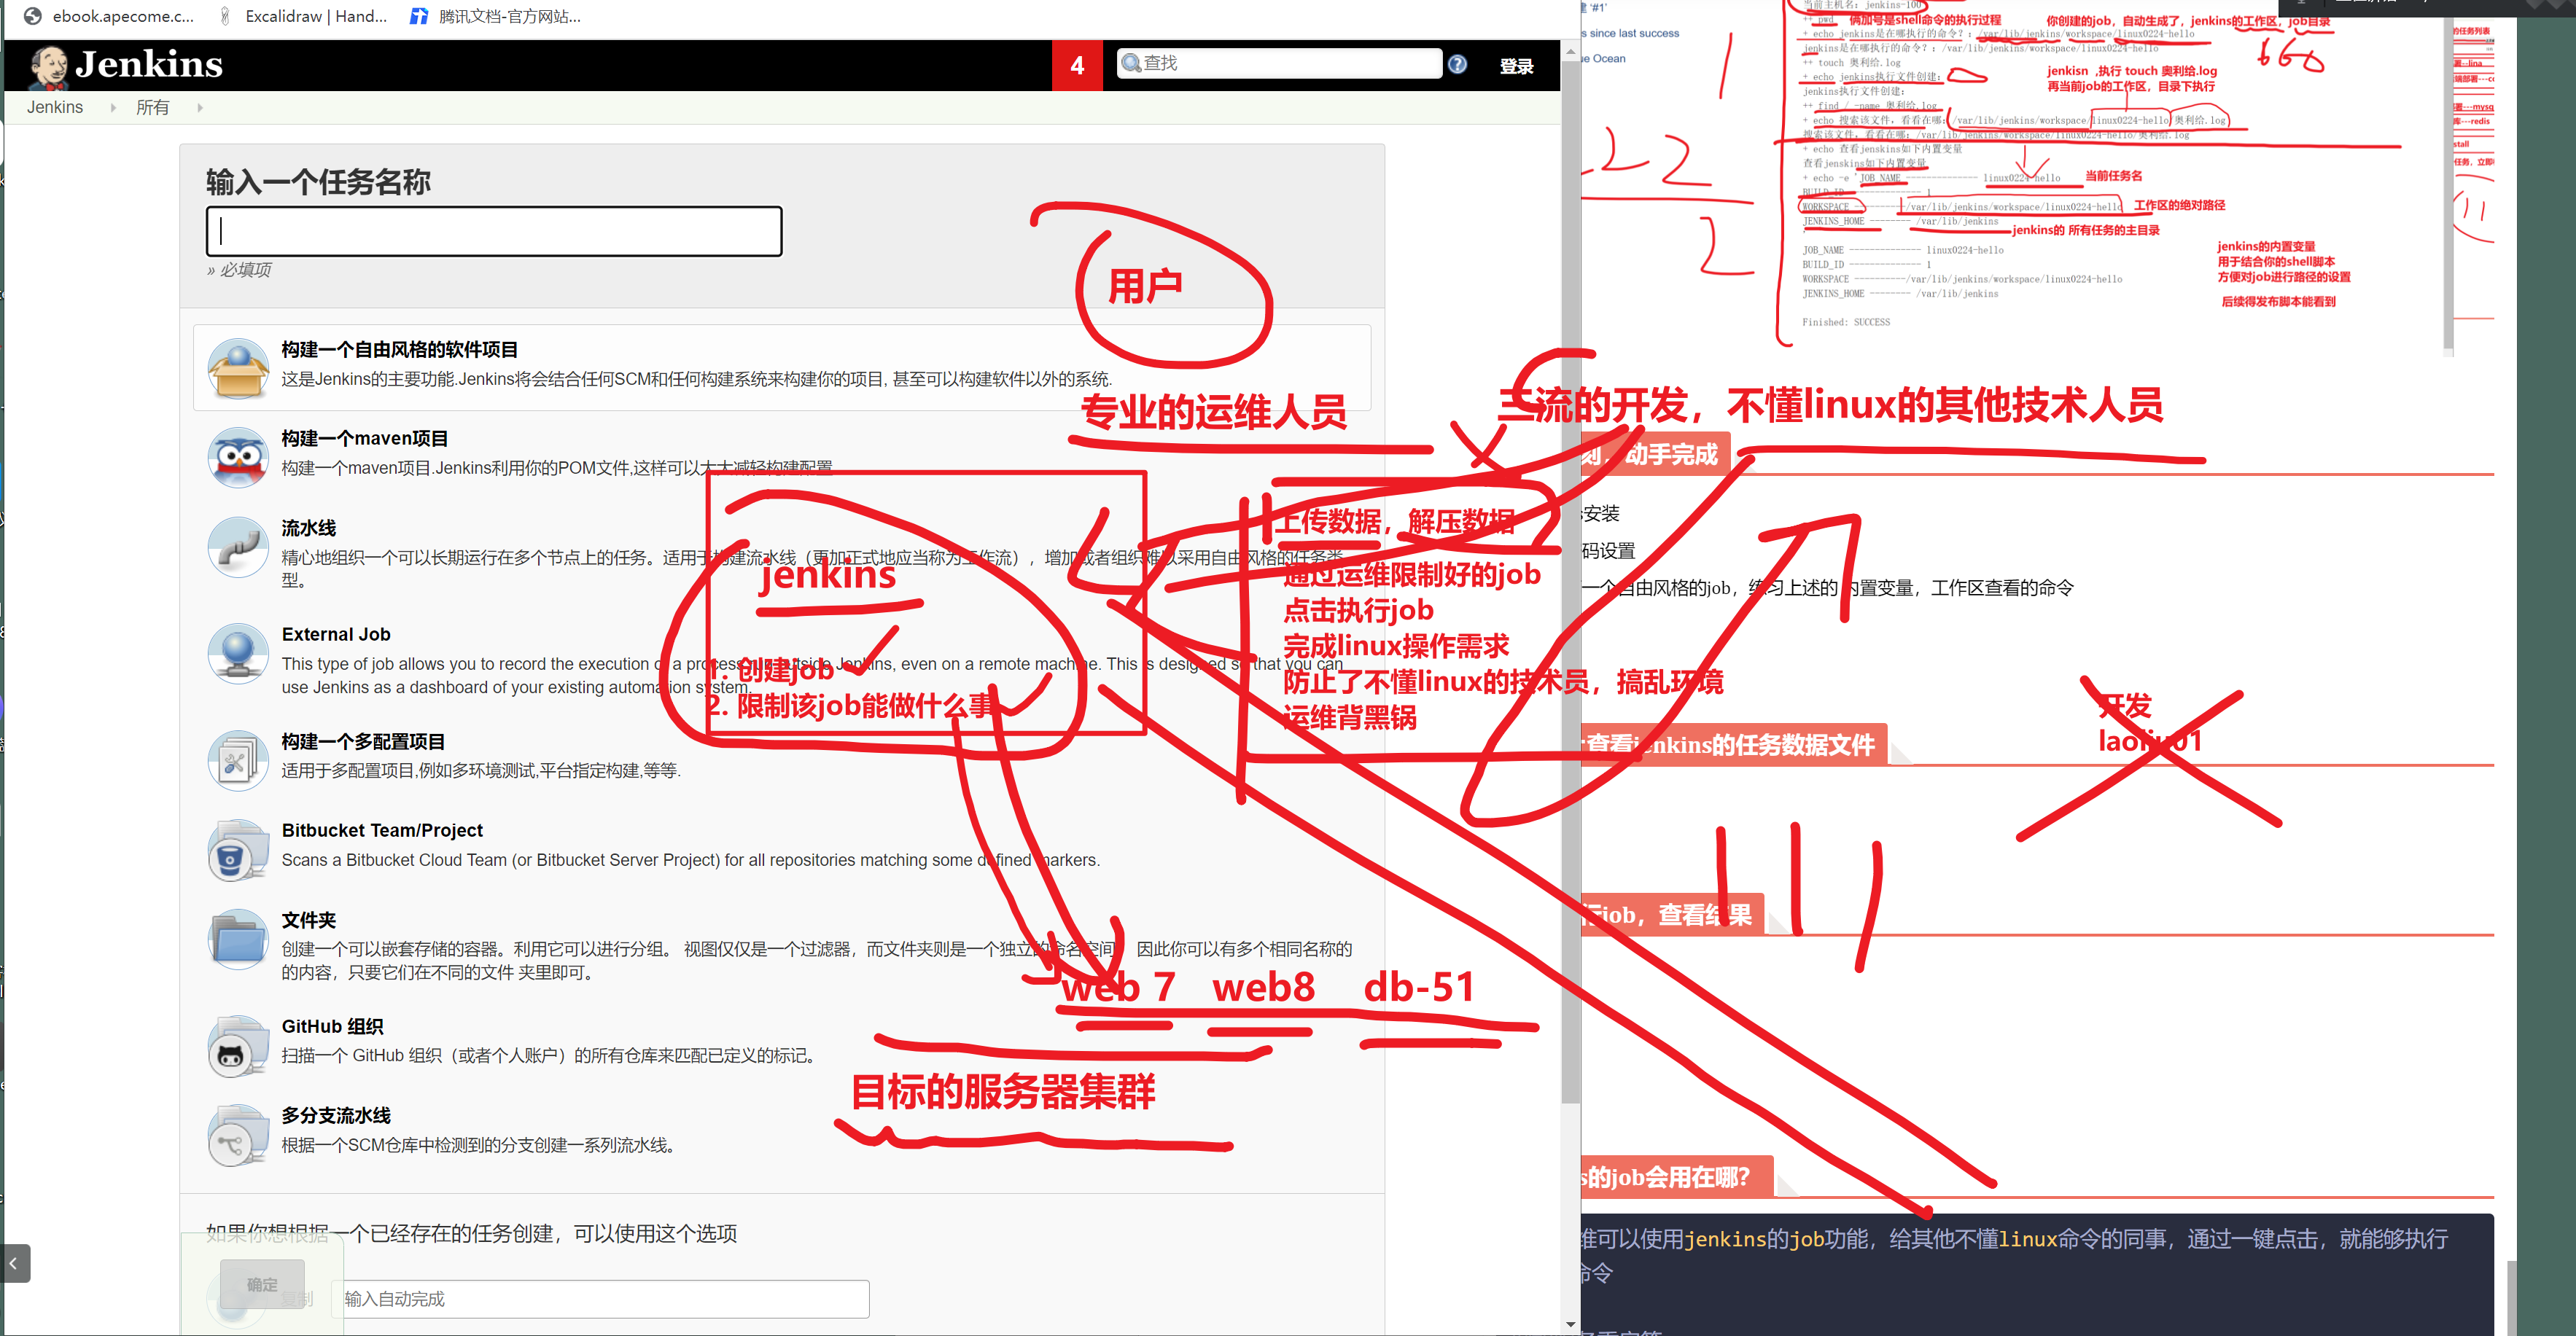 ebook.apecome.c...
Excalidraw | Hand...
腾讯文档-官方网站...
Jenkins
4
查找
登录
Jenkins
所有
输入一个任务名称
» 必填项
构建一个自由风格的软件项目
这是Jenkins的主要功能.Jenkins将会结合任何SCM和任何构建系统来构建你的项目, 甚至可以构建软件以外的系统.
构建一个maven项目
构建一个maven项目.Jenkins利用你的POM文件,这样可以大大减轻构建配置
流水线
精心地组织一个可以长期运行在多个节点上的任务。适用于构建流水线（更加正式地应当称为工作流），增加或者组织难以采用自由风格的任务类
型。
External Job
This type of job allows you to record the execution of a process run outside Jenkins, even on a remote machine. This is designed so that you can
use Jenkins as a dashboard of your existing automation system.
构建一个多配置项目
适用于多配置项目,例如多环境测试,平台指定构建,等等.
Bitbucket Team/Project
Scans a Bitbucket Cloud Team (or Bitbucket Server Project) for all repositories matching some defined markers.
文件夹
创建一个可以嵌套存储的容器。利用它可以进行分组。 视图仅仅是一个过滤器，而文件夹则是一个独立的命名空间， 因此你可以有多个相同名称的
的内容，只要它们在不同的文件 夹里即可。
GitHub 组织
扫描一个 GitHub 组织（或者个人账户）的所有仓库来匹配已定义的标记。
多分支流水线
根据一个SCM仓库中检测到的分支创建一系列流水线。
如果你想根据一个已经存在的任务创建，可以使用这个选项
确定
复制
输入自动完成
用户
专业的运维人员
三流的开发，不懂linux的其他技术人员
jenkins
1. 创建job
2. 限制该job能做什么事
上传数据，解压数据
通过运维限制好的job
点击执行job
完成linux操作需求
防止了不懂linux的技术员，搞乱环境
运维背黑锅
web 7 web8 db-51
目标的服务器集群
开发
laoliu01
建 '#1'
s since last success
ue Ocean
当前主机名: jenkins-100
++ pwd
俩加号是shell命令的执行过程
你创建的job，自动生成了，jenkins的工作区，job目录
+ echo jenkins是在哪执行的命令？: /var/lib/jenkins/workspace/linux0224-hello
jenkins是在哪执行的命令？: /var/lib/jenkins/workspace/linux0224-hello
666
++ touch 奥利给.log
+ echo jenkins执行文件创建:
jenkins执行文件创建:
jenkisn ,执行 touch 奥利给.log
再当前job的工作区，目录下执行
++ find / -name 奥利给.log
+ echo 搜索该文件，看看在哪: /var/lib/jenkins/workspace/linux0224-hello/奥利给.log
搜索该文件，看看在哪: /var/lib/jenkins/workspace/linux0224-hello/奥利给.log
+ echo 查看jenskins如下内置变量
查看jenskins如下内置变量
+ echo -e 'JOB_NAME -------------- linux0224-hello
当前任务名
BUILD_ID -------------- 1
WORKSPACE ----------/var/lib/jenkins/workspace/linux0224-hello
工作区的绝对路径
JENKINS_HOME -------- /var/lib/jenkins
jenkins的 所有任务的主目录
JOB_NAME -------------- linux0224-hello
BUILD_ID -------------- 1
WORKSPACE ----------/var/lib/jenkins/workspace/linux0224-hello
JENKINS_HOME -------- /var/lib/jenkins
Finished: SUCCESS
jenkins的内置变量
用于结合你的shell脚本
方便对job进行路径的设置
后续得发布脚本能看到
的任务列表
署--lina
署---mysq
库---redis
stall
任务，立即
刻，动手完成
安装
码设置
一个自由风格的job，练习上述的 内置变量，工作区查看的命令
查看jenkins的任务数据文件
行job，查看结果
s的job会用在哪？
维可以使用jenkins的job功能，给其他不懂linux命令的同事，通过一键点击，就能够执行
命令